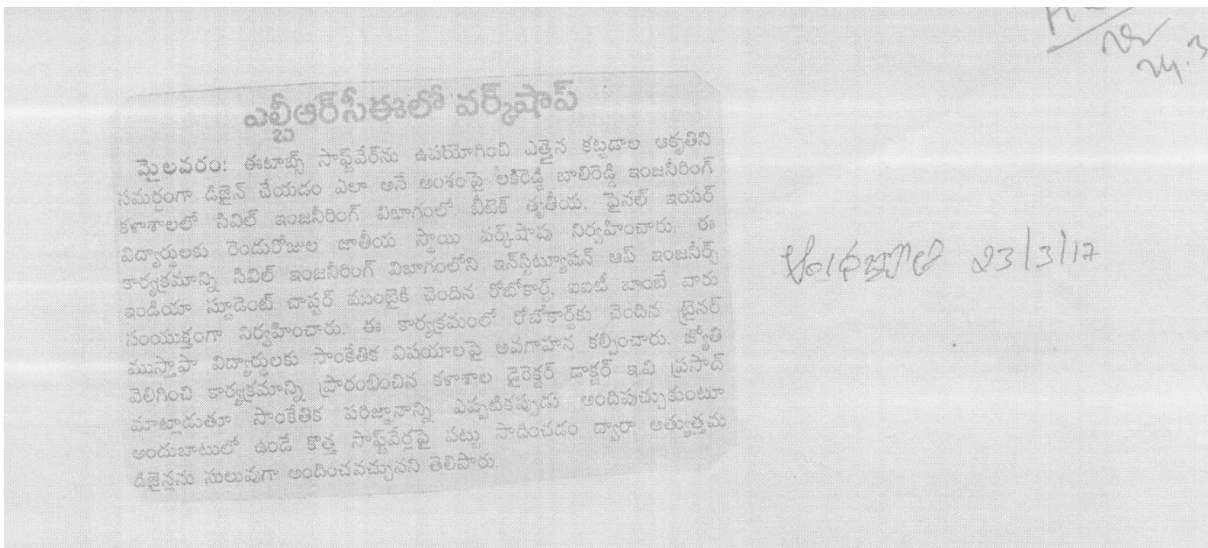 ఎల్బీఆర్‌సీఈలో వర్క్‌షాప్
మైలవరం: ఈటాబ్స్ సాఫ్ట్‌వేర్‌ను ఉపయోగించి ఎత్తైన కట్టడాల ఆకృతిని
సమర్థంగా డిజైన్ చేయడం ఎలా అనే అంశంపై లకిరెడ్డి బాలిరెడ్డి ఇంజనీరింగ్
కళాశాలలో సివిల్ ఇంజనీరింగ్ విభాగంలో బీటెక్ తృతీయ, ఫైనల్ ఇయర్
విద్యార్థులకు రెండురోజుల జాతీయ స్థాయి వర్క్‌షాపు నిర్వహించారు. ఈ
కార్యక్రమాన్ని సివిల్ ఇంజనీరింగ్ విభాగంలోని ఇన్‌స్టిట్యూషన్ ఆప్ ఇంజనీర్స్
ఇండియా స్టూడెంట్ చాప్టర్ ముంబైకి చెందిన రోబోకార్ట్, ఐఐటీ బాంబే వారు
సంయుక్తంగా నిర్వహించారు. ఈ కార్యక్రమంలో రోబోకార్ట్‌కు చెందిన ట్రైనర్
ముస్తాఫా విద్యార్థులకు సాంకేతిక విషయాలపై అవగాహన కల్పించారు. జ్యోతి
వెలిగించి కార్యక్రమాన్ని ప్రారంభించిన కళాశాల డైరెక్టర్ డాక్టర్ ఇవి ప్రసాద్
మాట్లాడుతూ సాంకేతిక పరిజ్ఞానాన్ని ఎప్పటికప్పుడు అందిపుచ్చుకుంటూ
అందుబాటులో ఉండే కొత్త సాఫ్ట్‌వేర్లపై పట్టు సాధించడం ద్వారా అత్యుత్తమ
డిజైన్లను సులువుగా అందించవచ్చునని తెలిపారు.
ఆంధ్రజ్యోతి 23/3/17